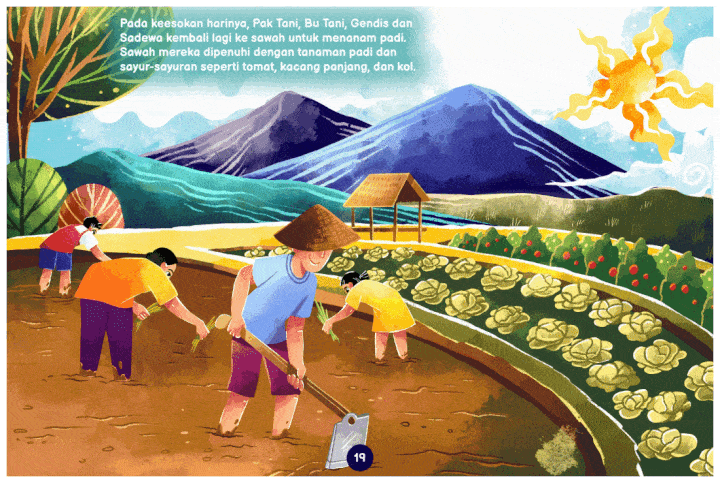 Pada keesokan harinya, Pak Tani, Bu Tani, Gendis dan
Sadewa kembali lagi ke sawah untuk menanam padi.
Sawah mereka dipenuhi dengan tanaman padi dan
sayur-sayuran seperti tomat, kacang panjang, dan kol.
19